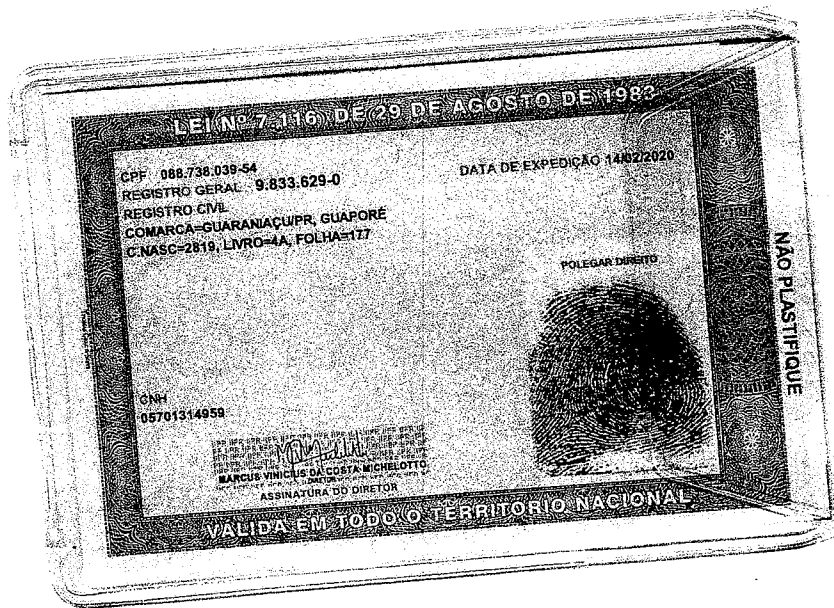 LEI Nº 7.116, DE 29 DE AGOSTO DE 1983
CPF 088.738.039-54
REGISTRO GERAL 9.833.629-0
DATA DE EXPEDIÇÃO 14/02/2020
REGISTRO CIVIL
COMARCA=GUARANIAÇU/PR, GUAPORÉ
C.NASC=2819, LIVRO=4A, FOLHA=177
POLEGAR DIREITO
NÃO PLASTIFIQUE
CNH
05701314959
MARCUS VINICIUS DA COSTA MICHELOTTO
DIRETOR
ASSINATURA DO DIRETOR
VÁLIDA EM TODO O TERRITÓRIO NACIONAL